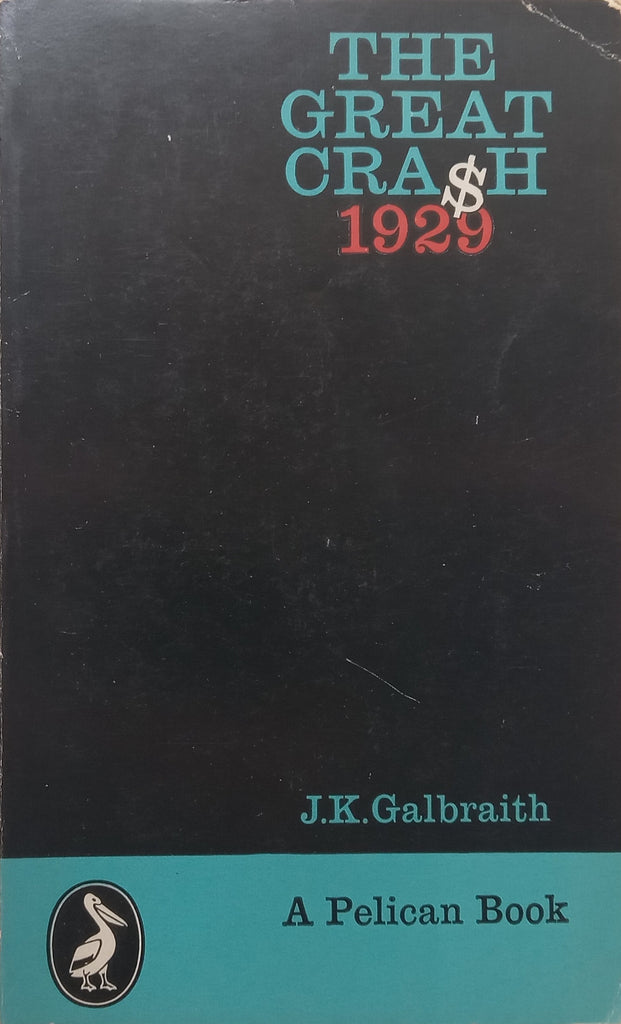 THE
GREAT
CRA$H
1929
J.K.Galbraith
A Pelican Book